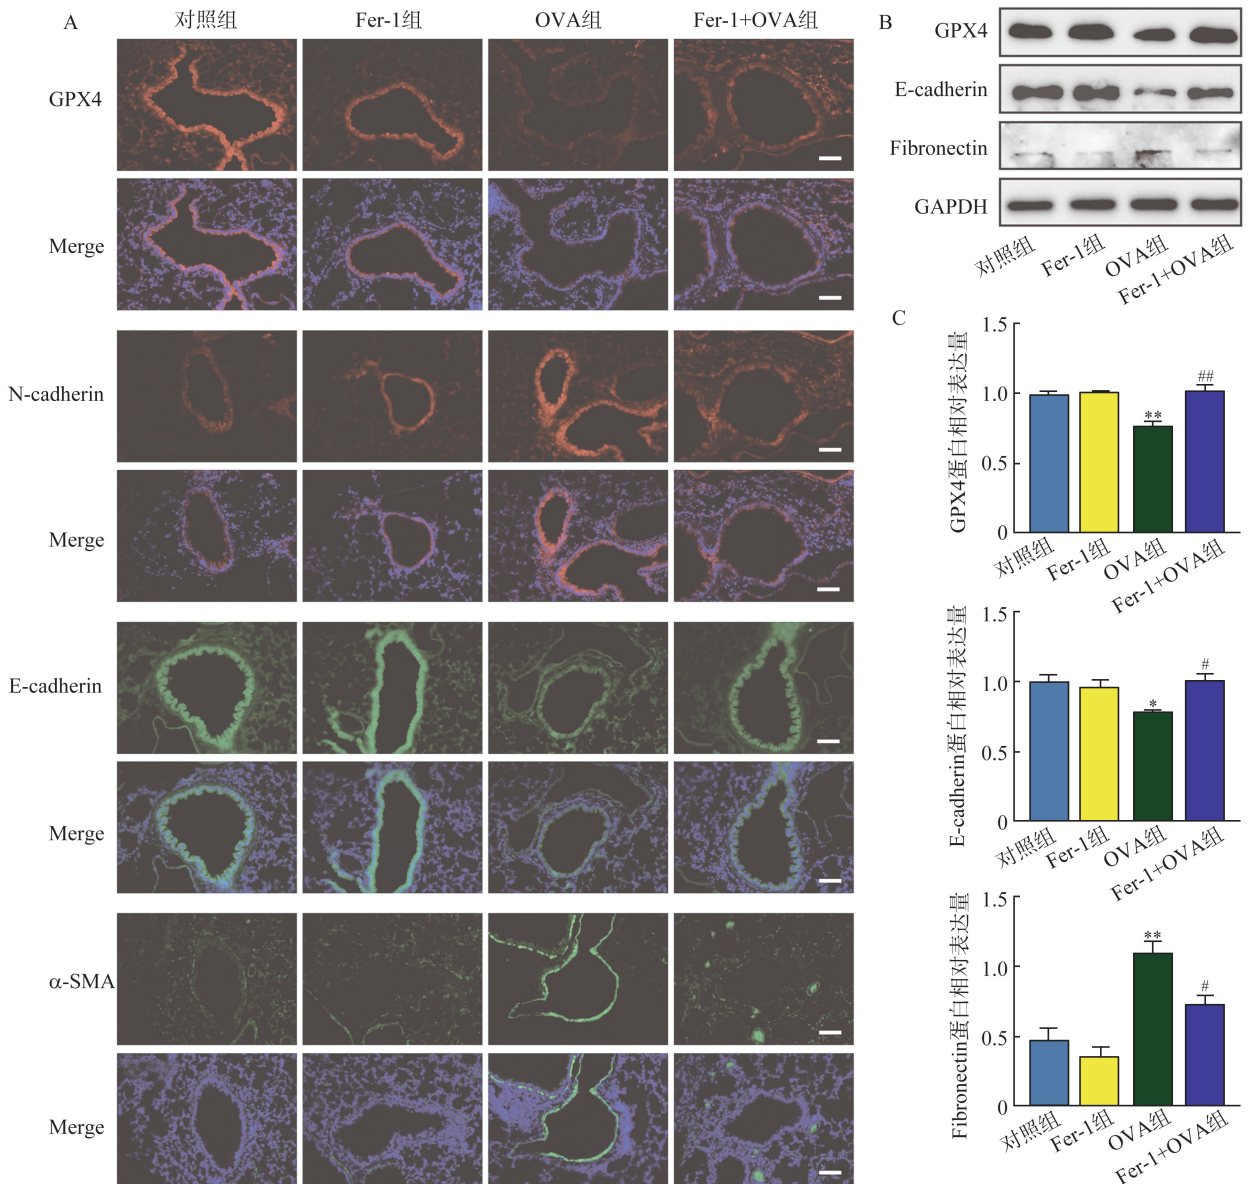 A
对照组
Fer-1组
OVA组
Fer-1+OVA组
GPX4
Merge
N-cadherin
Merge
E-cadherin
Merge
α-SMA
Merge
B
GPX4
E-cadherin
Fibronectin
GAPDH
对照组
Fer-1组
OVA组
Fer-1+OVA组
C
GPX4蛋白相对表达量
1.5
1.0
0.5
0
**
##
对照组
Fer-1组
OVA组
Fer-1+OVA组
E-cadherin蛋白相对表达量
1.5
1.0
0.5
0
*
#
对照组
Fer-1组
OVA组
Fer-1+OVA组
Fibronectin蛋白相对表达量
1.5
1.0
0.5
0
**
#
对照组
Fer-1组
OVA组
Fer-1+OVA组